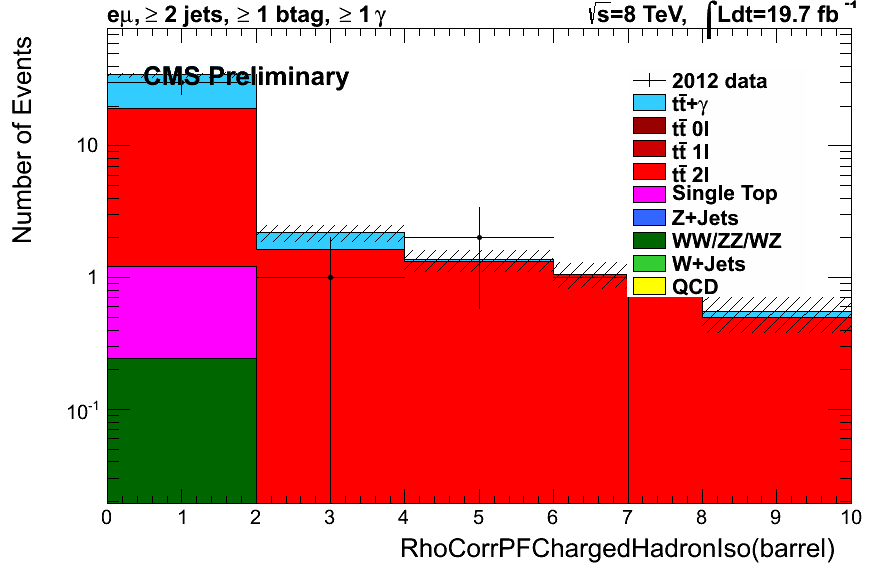 eμ, ≥ 2 jets, ≥ 1 btag, ≥ 1 γ
√s=8 TeV, ∫Ldt=19.7 fb⁻¹
CMS Preliminary
2012 data
tt̄+γ
tt̄ 0l
tt̄ 1l
tt̄ 2l
Single Top
Z+Jets
WW/ZZ/WZ
W+Jets
QCD
Number of Events
10
1
10⁻¹
0 1 2 3 4 5 6 7 8 9 10
RhoCorrPFChargedHadronIso(barrel)